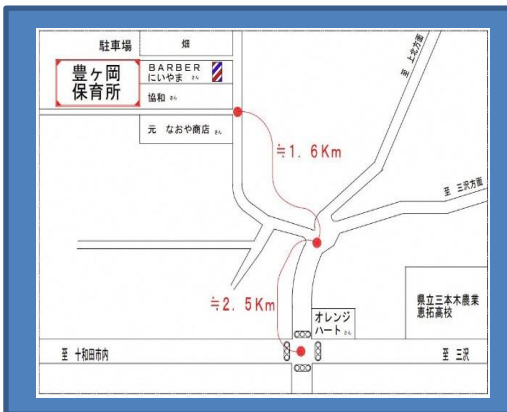 駐車場
畑
豊ヶ岡
保育所
BARBER
にいやま さん
協和 さん
元 なおや商店 さん
至 上北方面
≒1.6Km
至 三沢方面
≒2.5Km
オレンジ
ハート さん
県立三本木農業
恵拓高校
至 十和田市内
至 三沢